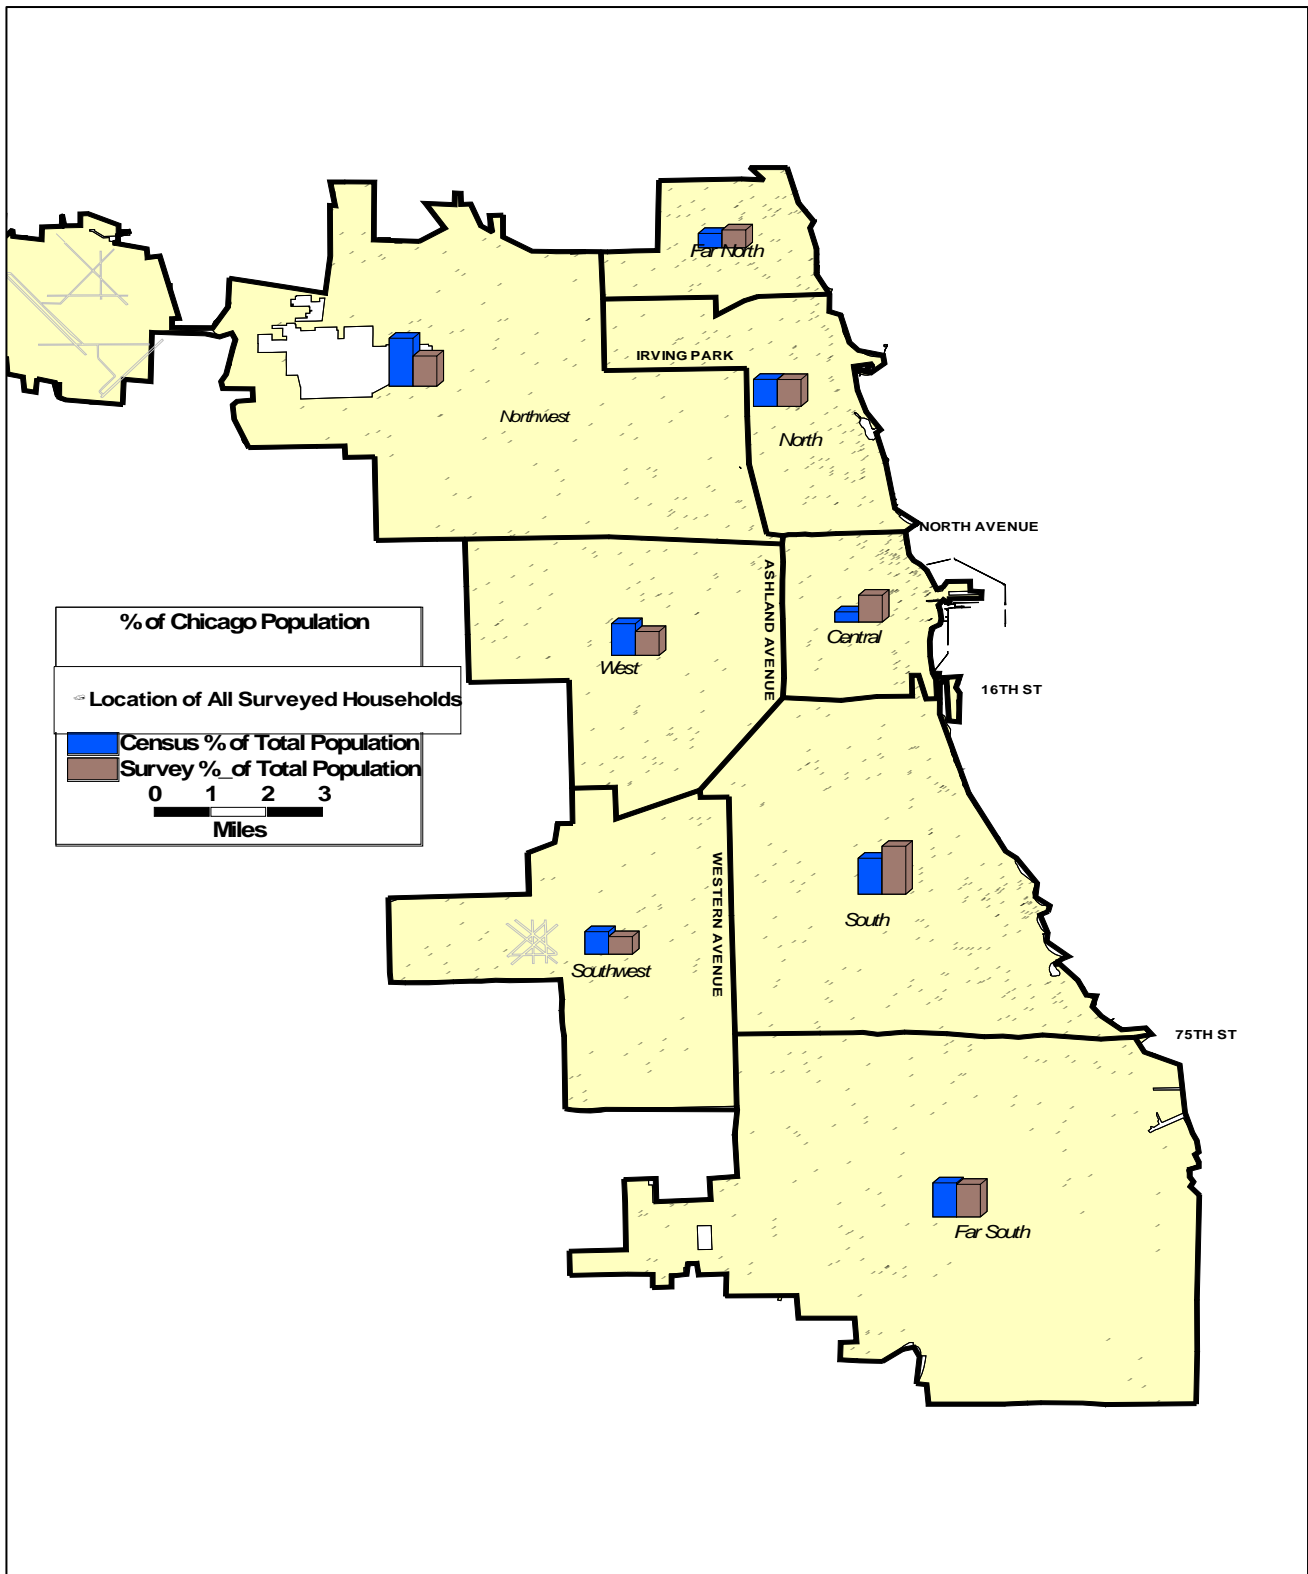 Far North
IRVING PARK
Northwest
North
NORTH AVENUE
ASHLAND AVENUE
% of Chicago Population
Central
West
16TH ST
Location of All Surveyed Households
Census % of Total Population
Survey %_of Total Population
0 1 2 3
Miles
WESTERN AVENUE
South
Southwest
75TH ST
Far South